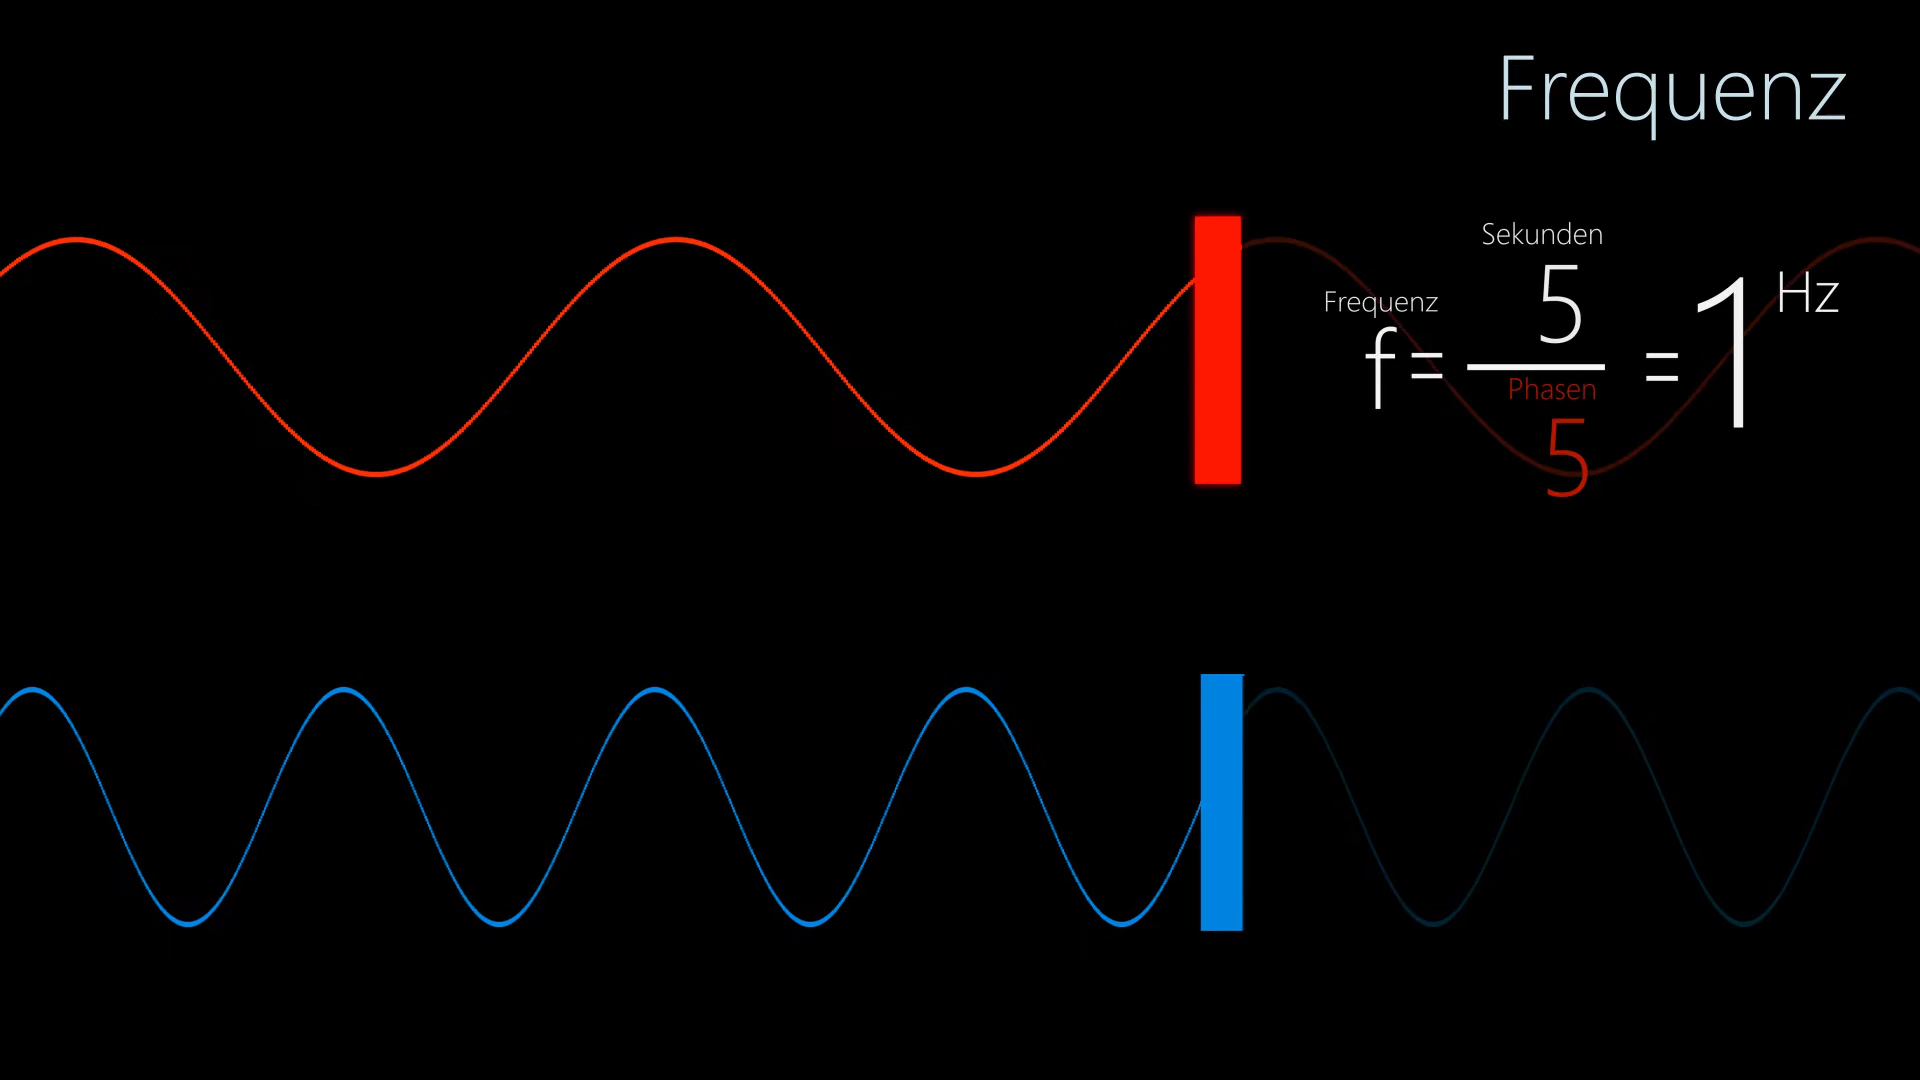 Frequenz
Sekunden
5
Frequenz
f = = 1 Hz
Phasen
5